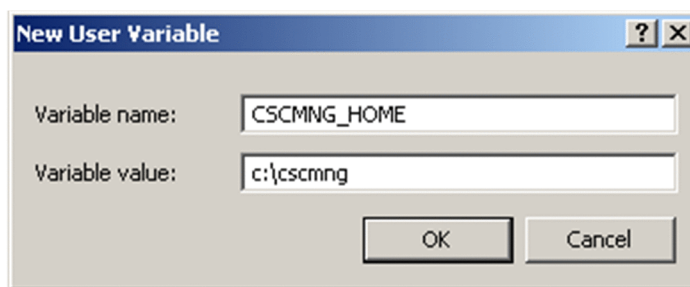 New User Variable
Variable name: CSCMNG_HOME
Variable value: c:\cscmng
OK Cancel